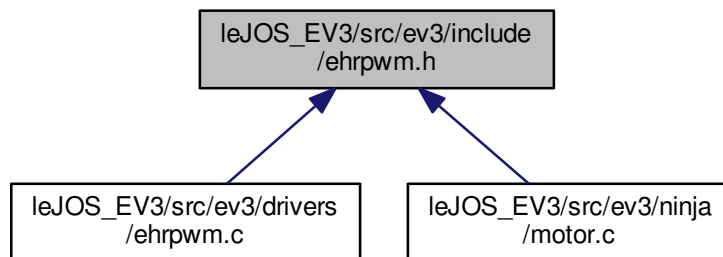 leJOS_EV3/src/ev3/include
/ehrpwm.h
leJOS_EV3/src/ev3/drivers
/ehrpwm.c
leJOS_EV3/src/ev3/ninja
/motor.c